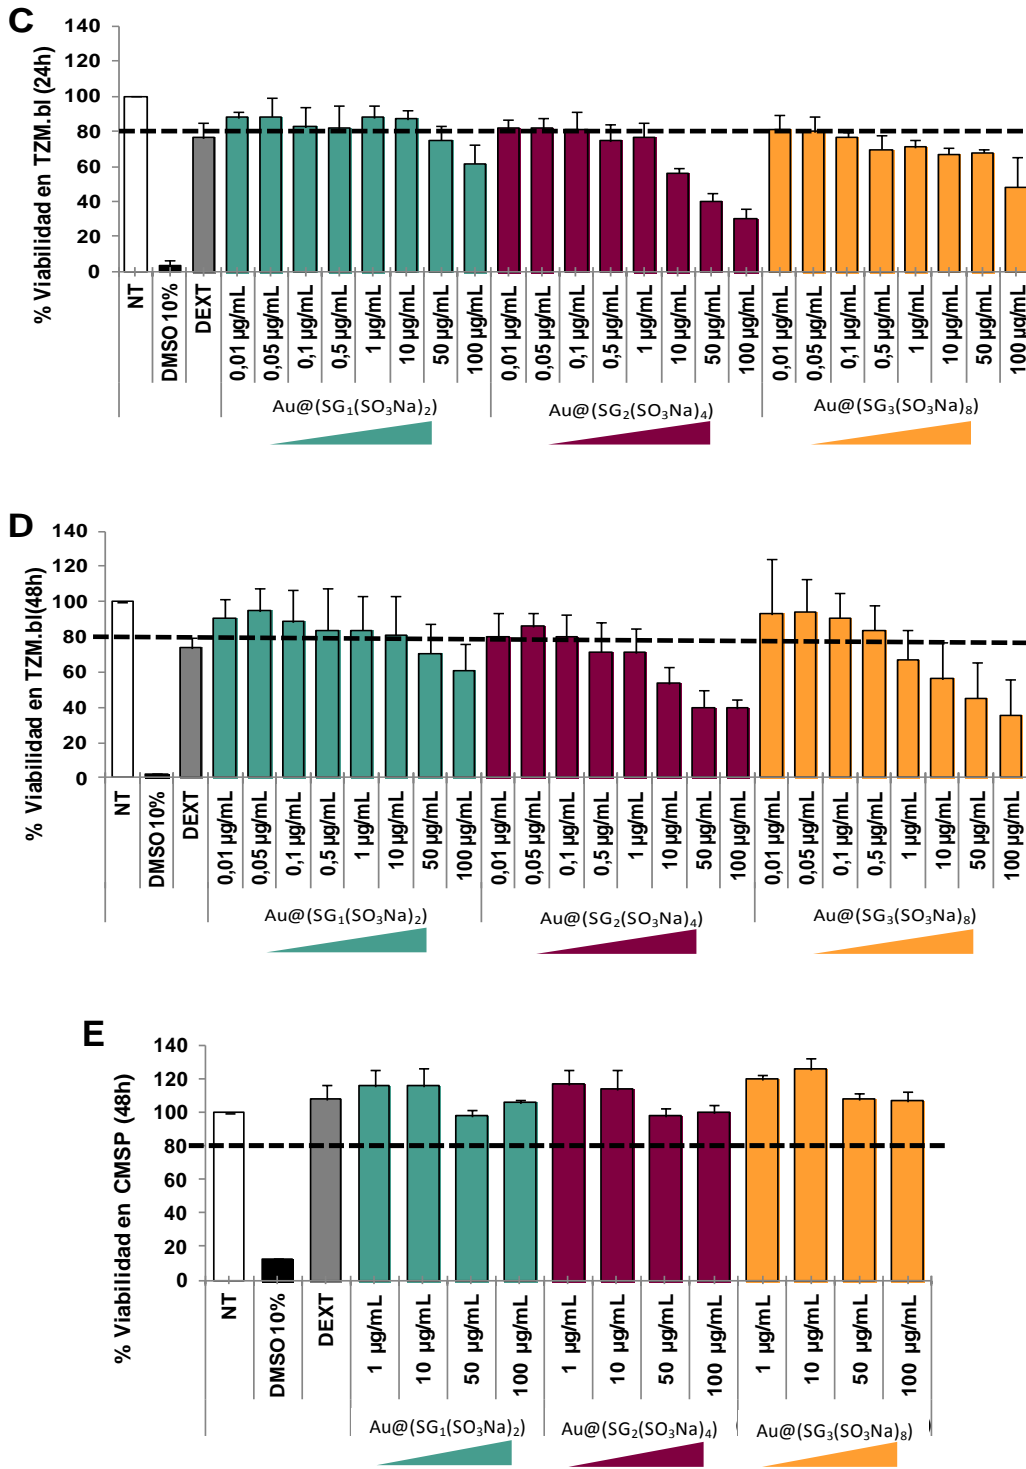 C
% Viabilidad en TZM.bl (24h)
140
120
100
80
60
40
20
0
NT
DMSO 10%
DEXT
0,01 µg/mL
0,05 µg/mL
0,1 µg/mL
0,5 µg/mL
1 µg/mL
10 µg/mL
50 µg/mL
100 µg/mL
0,01 µg/mL
0,05 µg/mL
0,1 µg/mL
0,5 µg/mL
1 µg/mL
10 µg/mL
50 µg/mL
100 µg/mL
0,01 µg/mL
0,05 µg/mL
0,1 µg/mL
0,5 µg/mL
1 µg/mL
10 µg/mL
50 µg/mL
100 µg/mL
Au@(SG₁(SO₃Na)₂)
Au@(SG₂(SO₃Na)₄)
Au@(SG₃(SO₃Na)₈)
D
% Viabilidad en TZM.bl(48h)
140
120
100
80
60
40
20
0
NT
DMSO10%
DEXT
0,01 µg/mL
0,05 µg/mL
0,1 µg/mL
0,5 µg/mL
1 µg/mL
10 µg/mL
50 µg/mL
100 µg/mL
0,01 µg/mL
0,05 µg/mL
0,1 µg/mL
0,5 µg/mL
1 µg/mL
10 µg/mL
50 µg/mL
100 µg/mL
0,01 µg/mL
0,05 µg/mL
0,1 µg/mL
0,5 µg/mL
1 µg/mL
10 µg/mL
50 µg/mL
100 µg/mL
Au@(SG₁(SO₃Na)₂)
Au@(SG₂(SO₃Na)₄)
Au@(SG₃(SO₃Na)₈)
E
% Viabilidad en CMSP (48h)
140
120
100
80
60
40
20
0
NT
DMSO10%
DEXT
1 µg/mL
10 µg/mL
50 µg/mL
100 µg/mL
1 µg/mL
10 µg/mL
50 µg/mL
100 µg/mL
1 µg/mL
10 µg/mL
50 µg/mL
100 µg/mL
Au@(SG₁(SO₃Na)₂)
Au@(SG₂(SO₃Na)₄)
Au@(SG₃(SO₃Na)₈)